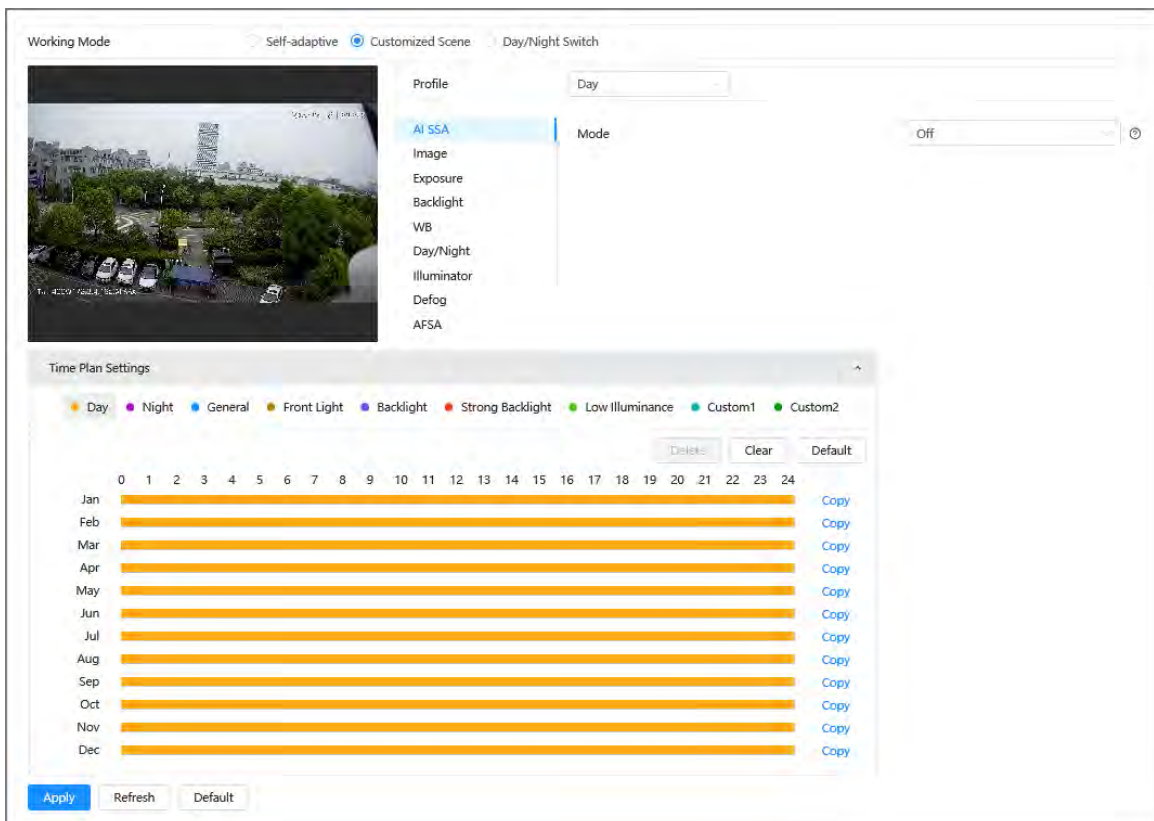 Working Mode Self-adaptive Customized Scene Day/Night Switch
Profile Day
AI SSA Mode Off
Image
Exposure
Backlight
WB
Day/Night
Illuminator
Defog
AFSA
Time Plan Settings
Day Night General Front Light Backlight Strong Backlight Low Illuminance Custom1 Custom2
Delete Clear Default
0 1 2 3 4 5 6 7 8 9 10 11 12 13 14 15 16 17 18 19 20 21 22 23 24
Jan Copy
Feb Copy
Mar Copy
Apr Copy
May Copy
Jun Copy
Jul Copy
Aug Copy
Sep Copy
Oct Copy
Nov Copy
Dec Copy
Apply Refresh Default